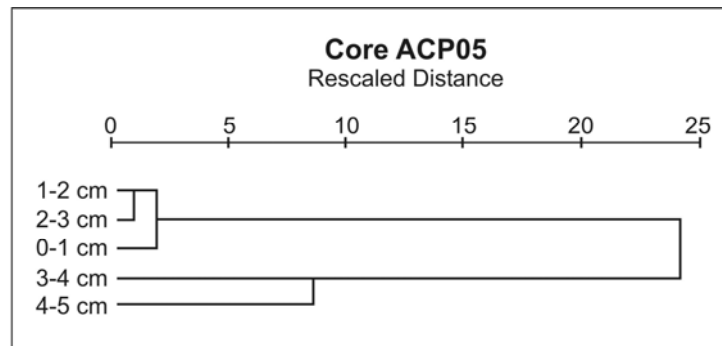 Core ACP05
Rescaled Distance
0 5 10 15 20 25
1-2 cm
2-3 cm
0-1 cm
3-4 cm
4-5 cm